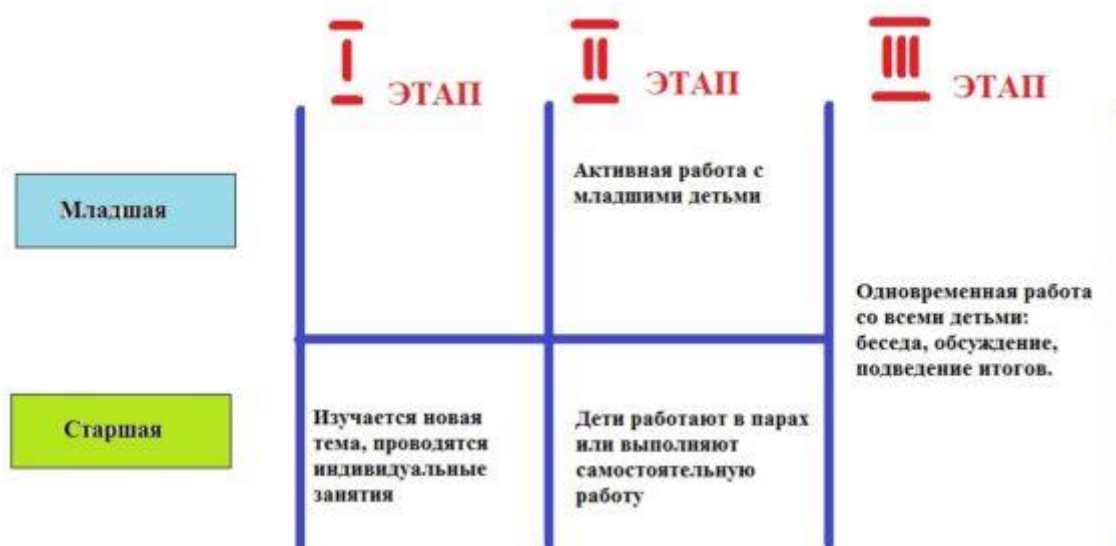 I ЭТАП
II ЭТАП
III ЭТАП
Младшая
Активная работа с
младшими детьми
Одновременная работа
со всеми детьми:
беседа, обсуждение,
подведение итогов.
Старшая
Изучается новая
тема, проводятся
индивидуальные
занятия
Дети работают в парах
или выполняют
самостоятельную
работу